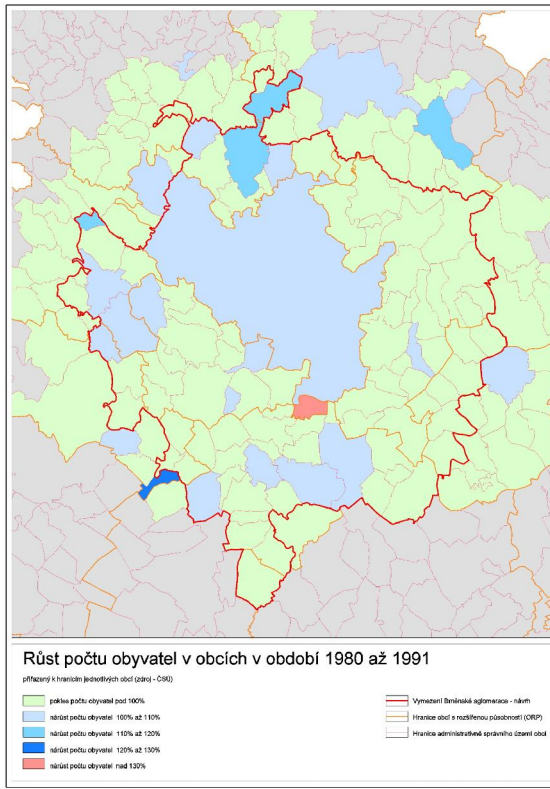 Růst počtu obyvatel v obcích v období 1980 až 1991
přiřazený k hranicím jednotlivých obcí (zdroj - ČSÚ)
pokles počtu obyvatel pod 100%
nárůst počtu obyvatel 100% až 110%
nárůst počtu obyvatel 110% až 120%
nárůst počtu obyvatel 120% až 130%
nárůst počtu obyvatel nad 130%
Vymezení Brněnské aglomerace - návrh
Hranice obcí s rozšířenou působností (ORP)
Hranice administrativně správního území obcí